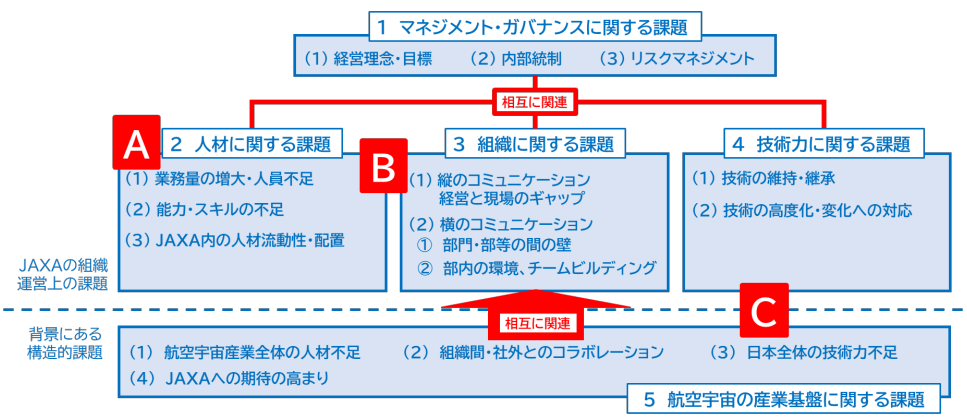 1 マネジメント・ガバナンスに関する課題
(1) 経営理念・目標 (2) 内部統制 (3) リスクマネジメント
相互に関連
A
2 人材に関する課題
(1) 業務量の増大・人員不足
(2) 能力・スキルの不足
(3) JAXA内の人材流動性・配置
B
3 組織に関する課題
(1) 縦のコミュニケーション
経営と現場のギャップ
(2) 横のコミュニケーション
① 部門・部等の間の壁
② 部内の環境、チームビルディング
4 技術力に関する課題
(1) 技術の維持・継承
(2) 技術の高度化・変化への対応
JAXAの組織
運営上の課題
C
相互に関連
背景にある
構造的課題
(1) 航空宇宙産業全体の人材不足 (2) 組織間・社外とのコラボレーション (3) 日本全体の技術力不足
(4) JAXAへの期待の高まり
5 航空宇宙の産業基盤に関する課題